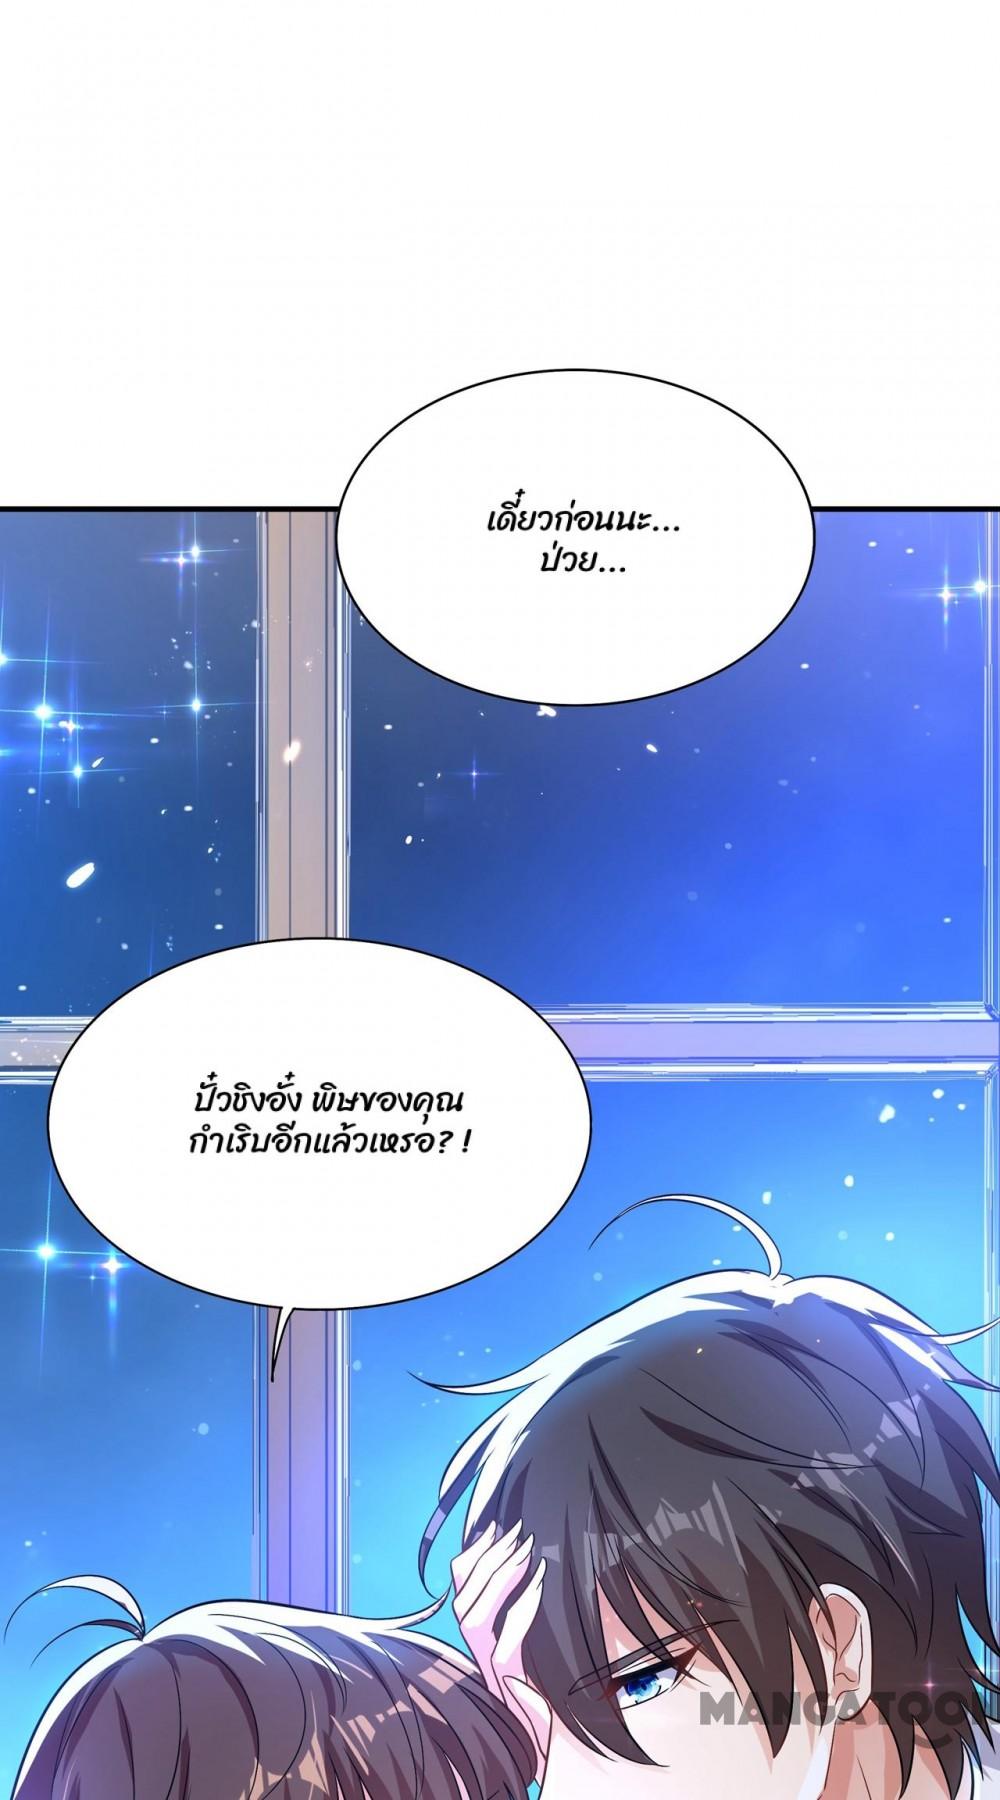 เดี๋ยวก่อนนะ...
ป่วย...
ปั๋วชิงอั๋ง พิษของคุณ
กำเริบอีกแล้วเหรอ?!
MANGATOON